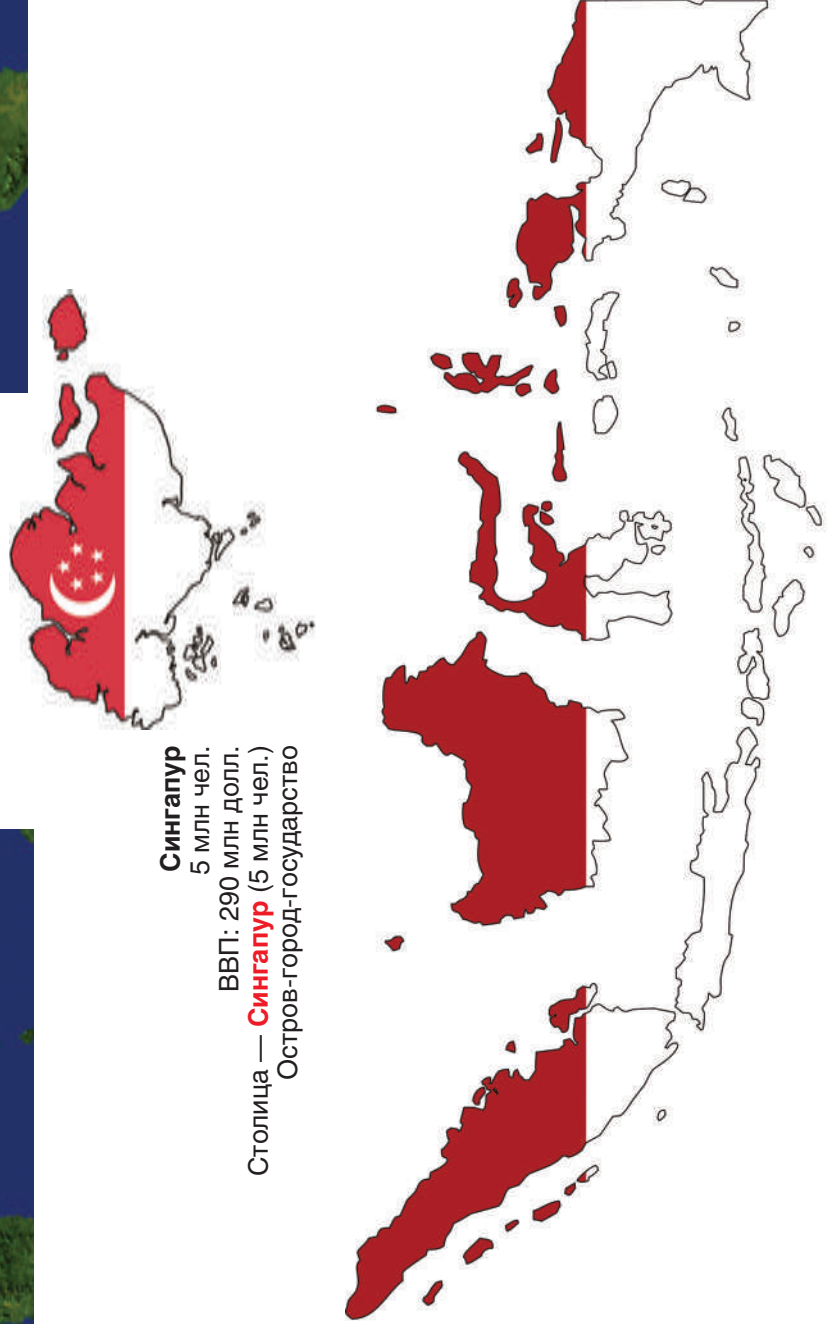 Сингапур
5 млн чел.
ВВП: 290 млн долл.
Столица — Сингапур (5 млн чел.)
Остров-город-государство